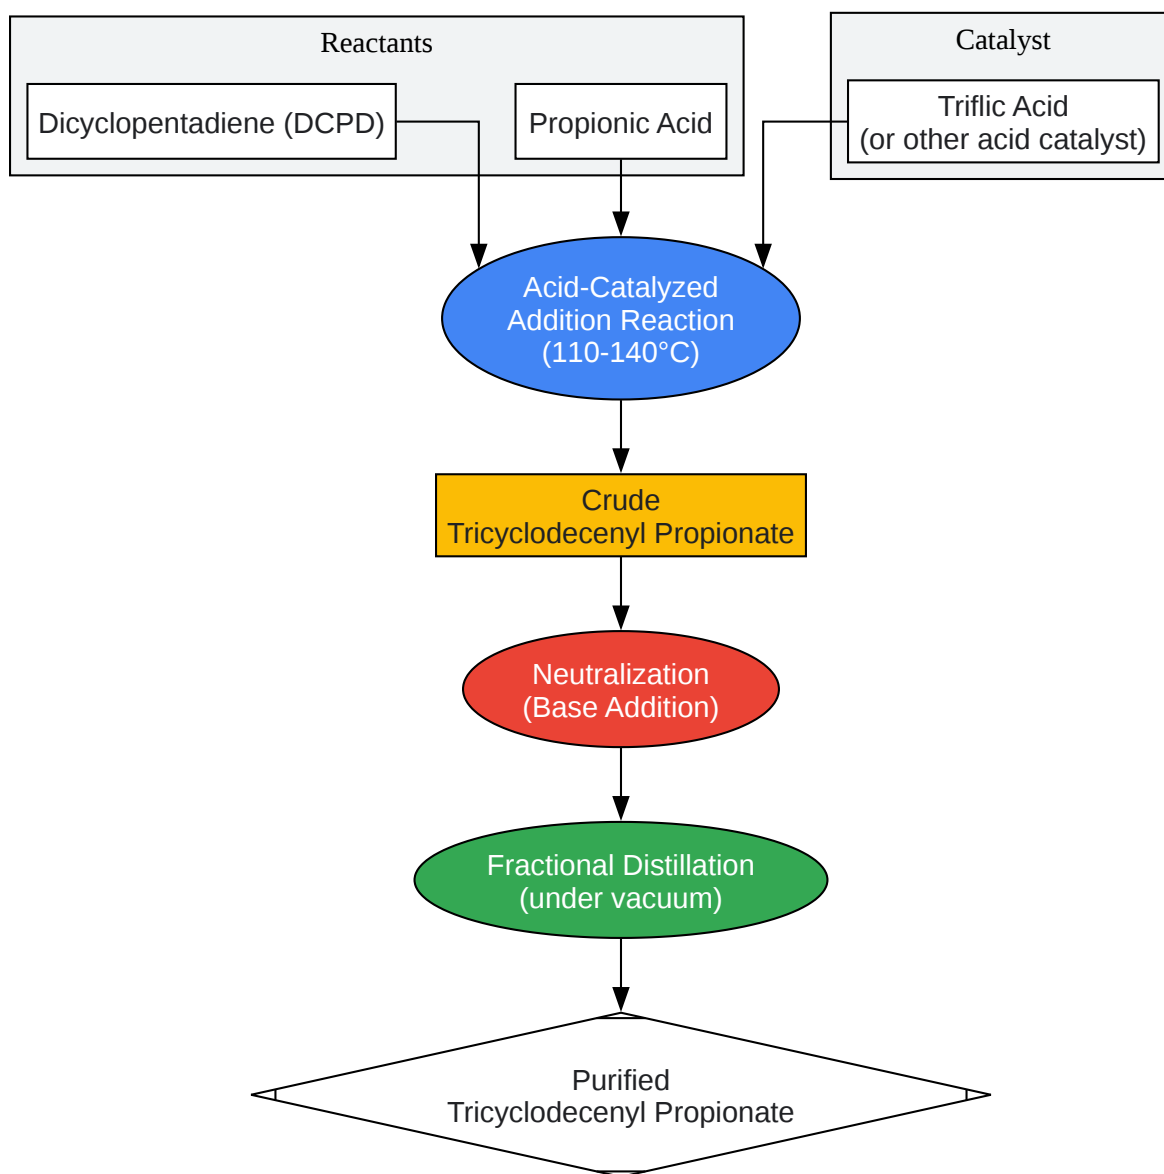 Reactants
Catalyst
Dicyclopentadiene (DCPD)
Propionic Acid
Triflic Acid
(or other acid catalyst)
Acid-Catalyzed
Addition Reaction
(110-140°C)
Crude
Tricyclodecenyl Propionate
Neutralization
(Base Addition)
Fractional Distillation
(under vacuum)
Purified
Tricyclodecenyl Propionate